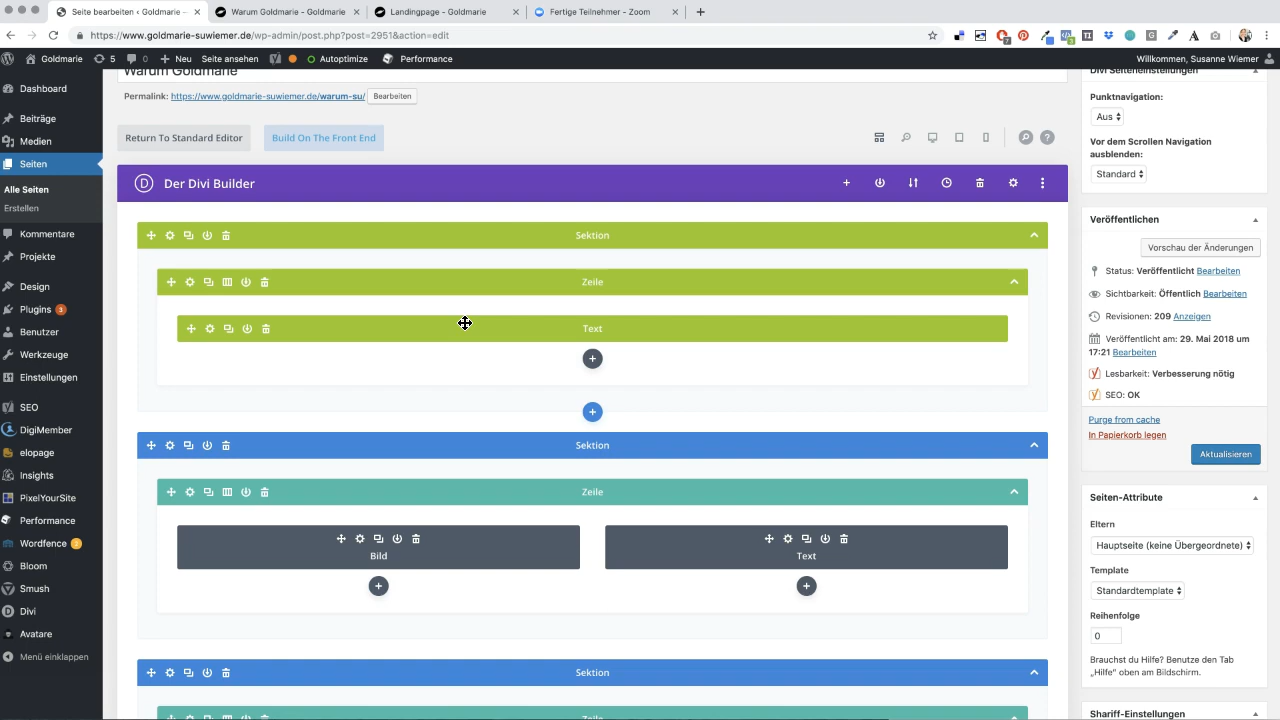 Seite bearbeiten ‹ Goldmarie —
Warum Goldmarie - Goldmarie
Landingpage - Goldmarie
Fertige Teilnehmer - Zoom
https://www.goldmarie-suwiemer.de/wp-admin/post.php?post=2951&action=edit
Goldmarie 5 0 Neu Seite ansehen Autoptimize Performance Willkommen, Susanne Wiemer
Dashboard
Beiträge
Medien
Seiten
Alle Seiten
Erstellen
Kommentare
Projekte
Design
Plugins 3
Benutzer
Werkzeuge
Einstellungen
SEO
DigiMember
elopage
Insights
PixelYourSite
Performance
Wordfence 2
Bloom
Smush
Divi
Avatare
Menü einklappen
Warum Goldmarie
Permalink: https://www.goldmarie-suwiemer.de/warum-su/ Bearbeiten
Return To Standard Editor Build On The Front End
Der Divi Builder
Sektion
Zeile
Text
Sektion
Zeile
Bild Text
Sektion
Zeile
Divi Seiteneinstellungen
Punktnavigation:
Aus
Vor dem Scrollen Navigation
ausblenden:
Standard
Veröffentlichen
Vorschau der Änderungen
Status: Veröffentlicht Bearbeiten
Sichtbarkeit: Öffentlich Bearbeiten
Revisionen: 209 Anzeigen
Veröffentlicht am: 29. Mai 2018 um
17:21 Bearbeiten
Lesbarkeit: Verbesserung nötig
SEO: OK
Purge from cache
In Papierkorb legen
Aktualisieren
Seiten-Attribute
Eltern
Hauptseite (keine Übergeordnete)
Template
Standardtemplate
Reihenfolge
0
Brauchst du Hilfe? Benutze den Tab
„Hilfe“ oben am Bildschirm.
Shariff-Einstellungen